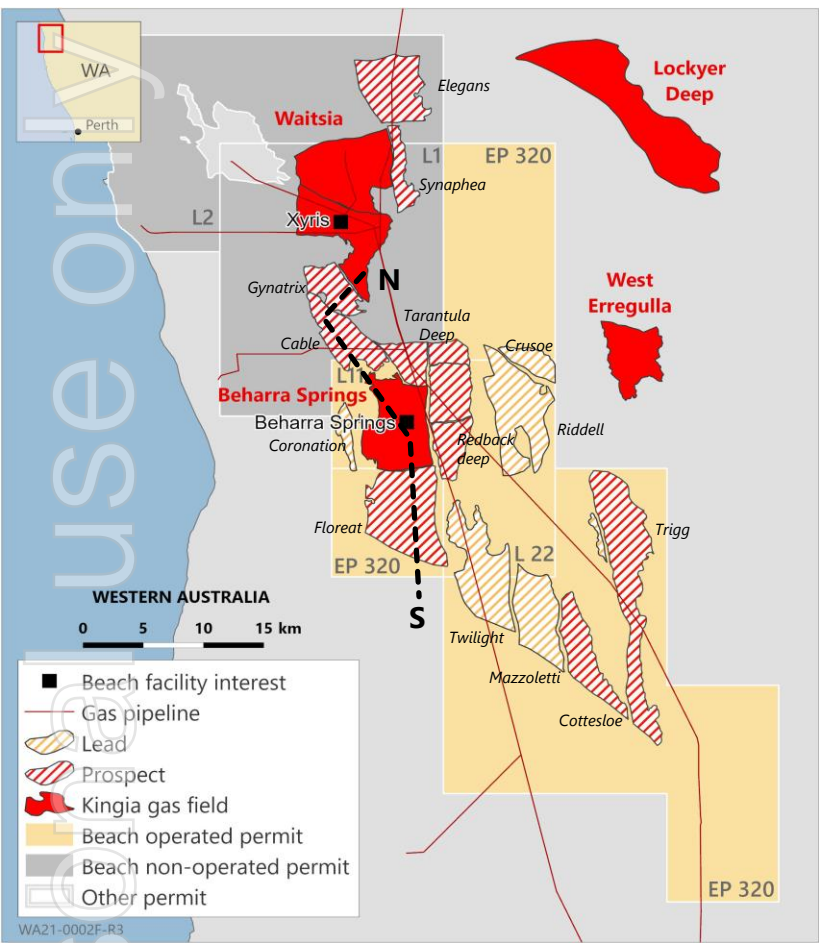 WA
Perth
Elegans
Lockyer
Deep
Waitsia
L1
EP 320
Synaphea
L2
Xyris
N
Gynatrix
West
Erregulla
Tarantula
Deep
Cable
Crusoe
L11
Beharra Springs
Beharra Springs
Riddell
Coronation
Redback
deep
Floreat
Trigg
L 22
EP 320
WESTERN AUSTRALIA
S
0 5 10 15 km
Twilight
Mazzoletti
Cottesloe
Beach facility interest
Gas pipeline
Lead
Prospect
Kingia gas field
Beach operated permit
Beach non-operated permit
Other permit
EP 320
WA21-0002F-R3
onal use only